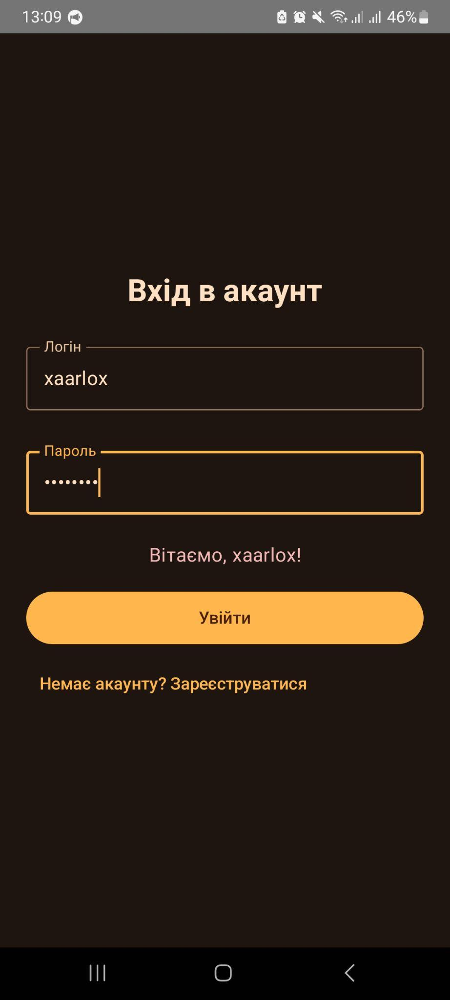 13:09
46%
Вхід в акаунт
Логін
xaarlox
Пароль
••••••••
Вітаємо, xaarlox!
Увійти
Немає акаунту? Зареєструватися